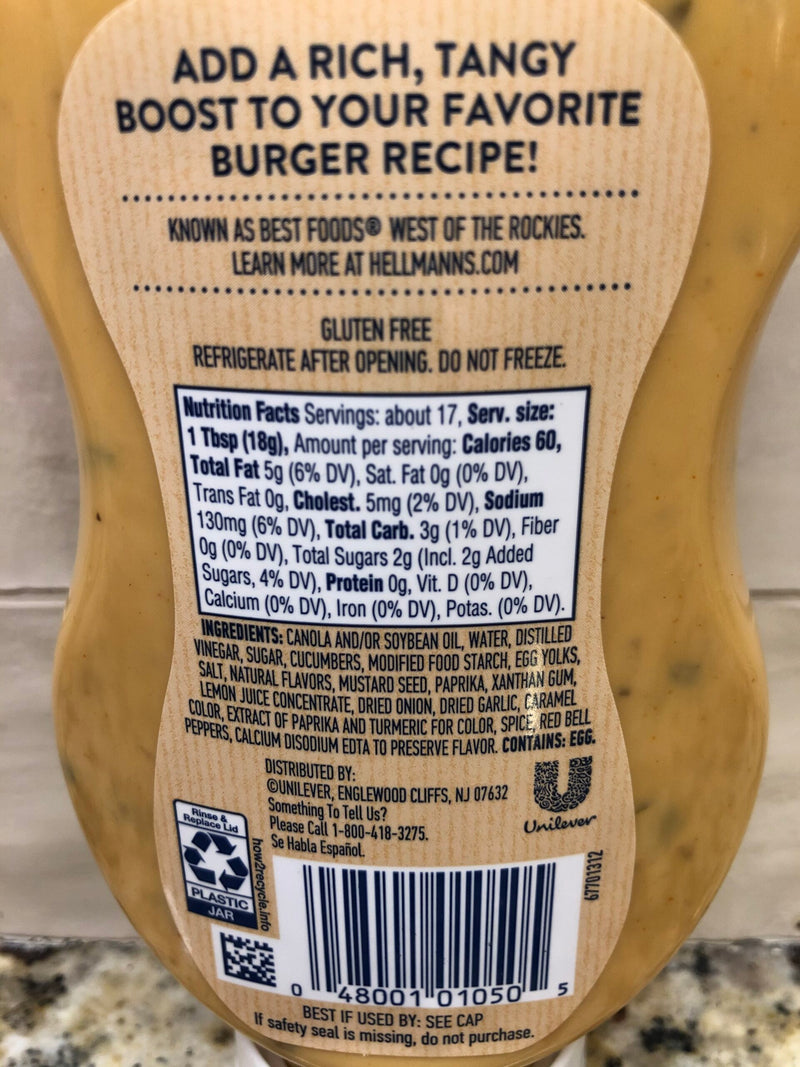 ADD A RICH, TANGY
BOOST TO YOUR FAVORITE
BURGER RECIPE!
KNOWN AS BEST FOODS® WEST OF THE ROCKIES.
LEARN MORE AT HELLMANNS.COM
GLUTEN FREE
REFRIGERATE AFTER OPENING. DO NOT FREEZE.
Nutrition Facts Servings: about 17, Serv. size:
1 Tbsp (18g), Amount per serving: Calories 60,
Total Fat 5g (6% DV), Sat. Fat 0g (0% DV),
Trans Fat 0g, Cholest. 5mg (2% DV), Sodium
130mg (6% DV), Total Carb. 3g (1% DV), Fiber
0g (0% DV), Total Sugars 2g (Incl. 2g Added
Sugars, 4% DV), Protein 0g, Vit. D (0% DV),
Calcium (0% DV), Iron (0% DV), Potas. (0% DV).
INGREDIENTS: CANOLA AND/OR SOYBEAN OIL, WATER, DISTILLED
VINEGAR, SUGAR, CUCUMBERS, MODIFIED FOOD STARCH, EGG YOLKS,
SALT, NATURAL FLAVORS, MUSTARD SEED, PAPRIKA, XANTHAN GUM,
LEMON JUICE CONCENTRATE, DRIED ONION, DRIED GARLIC, CARAMEL
COLOR, EXTRACT OF PAPRIKA AND TURMERIC FOR COLOR, SPICE, RED BELL
PEPPERS, CALCIUM DISODIUM EDTA TO PRESERVE FLAVOR. CONTAINS: EGG.
DISTRIBUTED BY:
©UNILEVER, ENGLEWOOD CLIFFS, NJ 07632
Something To Tell Us?
Please Call 1-800-418-3275.
Se Habla Español.
Unilever
Rinse &
Replace Lid
PLASTIC
JAR
how2recycle.info
67701312
0 48001 01050 5
BEST IF USED BY: SEE CAP
If safety seal is missing, do not purchase.